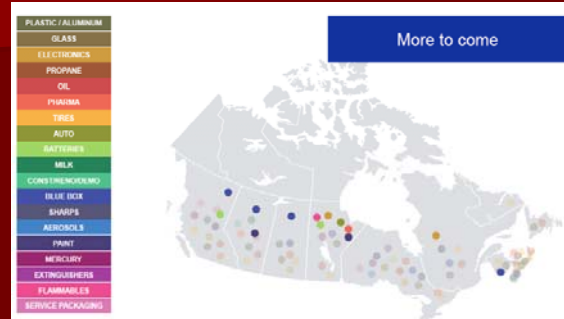 PLASTIC / ALUMINUM
GLASS
ELECTRONICS
PROPANE
OIL
PHARMA
TIRES
AUTO
BATTERIES
MILK
CONST/RENO/DEMO
BLUE BOX
SHARPS
AEROSOLS
PAINT
MERCURY
EXTINGUISHERS
FLAMMABLES
SERVICE PACKAGING
More to come